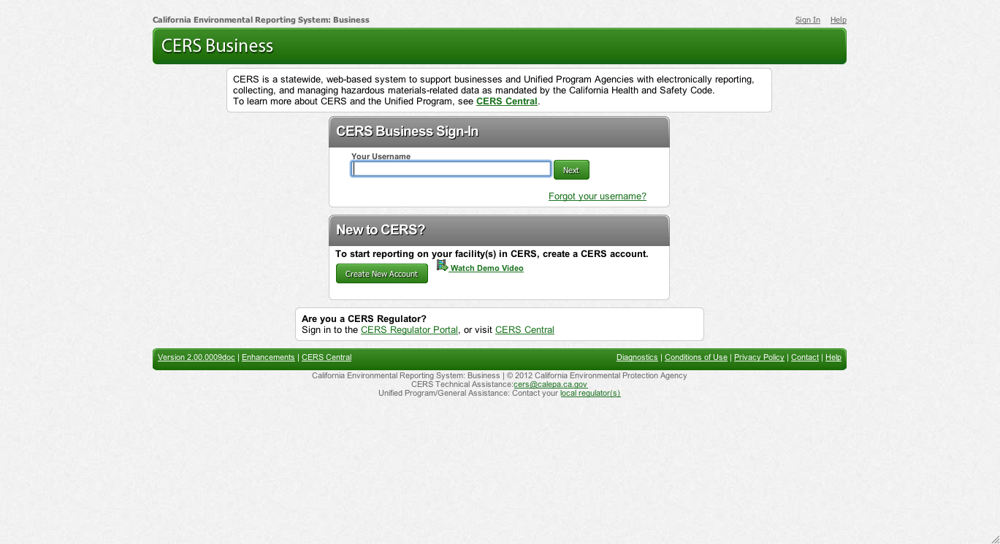 California Environmental Reporting System: Business
Sign In Help
CERS Business
CERS is a statewide, web-based system to support businesses and Unified Program Agencies with electronically reporting,
collecting, and managing hazardous materials-related data as mandated by the California Health and Safety Code.
To learn more about CERS and the Unified Program, see CERS Central.
CERS Business Sign-In
Your Username
Next
Forgot your username?
New to CERS?
To start reporting on your facility(s) in CERS, create a CERS account.
Create New Account Watch Demo Video
Are you a CERS Regulator?
Sign in to the CERS Regulator Portal, or visit CERS Central
Version 2.00.0009doc | Enhancements | CERS Central Diagnostics | Conditions of Use | Privacy Policy | Contact | Help
California Environmental Reporting System: Business | © 2012 California Environmental Protection Agency
CERS Technical Assistance:cers@calepa.ca.gov
Unified Program/General Assistance: Contact your local regulator(s)